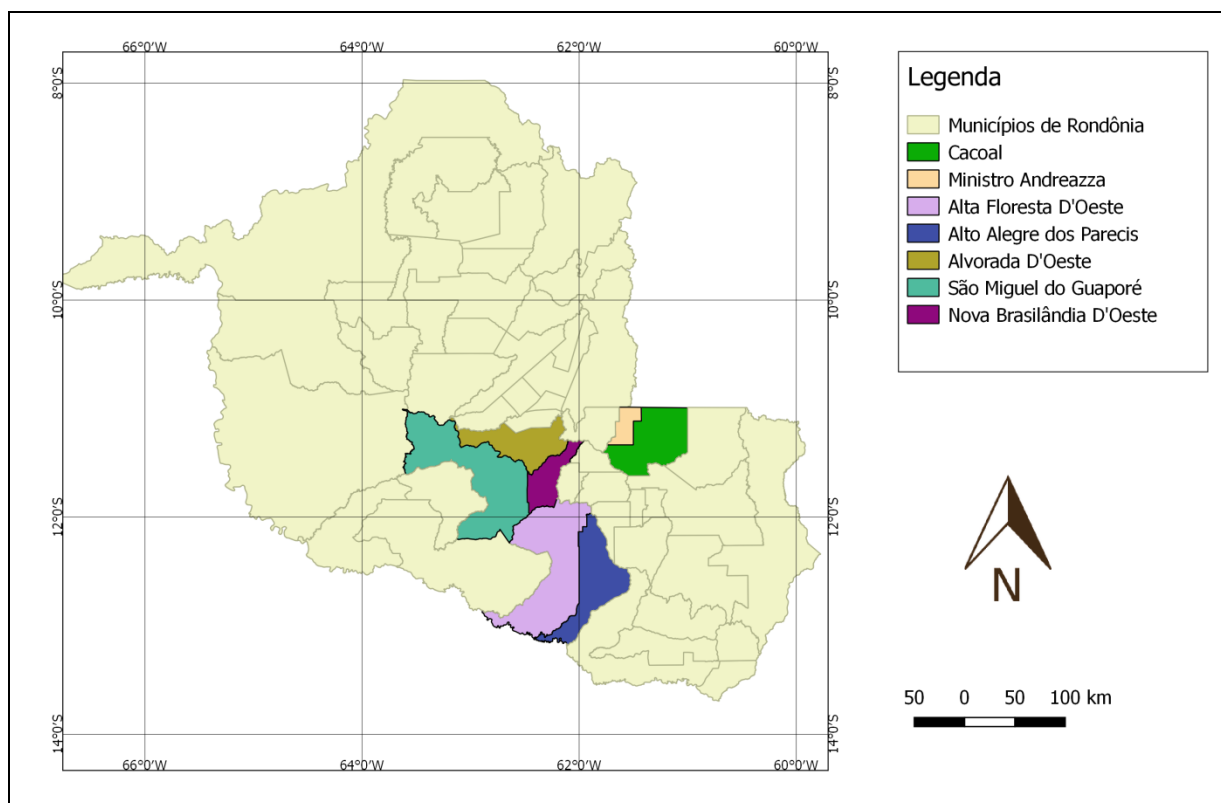 66°0'W 64°0'W 62°0'W 60°0'W
8°S 8°S
10°0'S 10°0'S
12°0'S 12°0'S
14°0'S 14°0'S
66°0'W 64°0'W 62°0'W 60°0'W
Legenda
Municípios de Rondônia
Cacoal
Ministro Andreazza
Alta Floresta D'Oeste
Alto Alegre dos Parecis
Alvorada D'Oeste
São Miguel do Guaporé
Nova Brasilândia D'Oeste
N
50 0 50 100 km